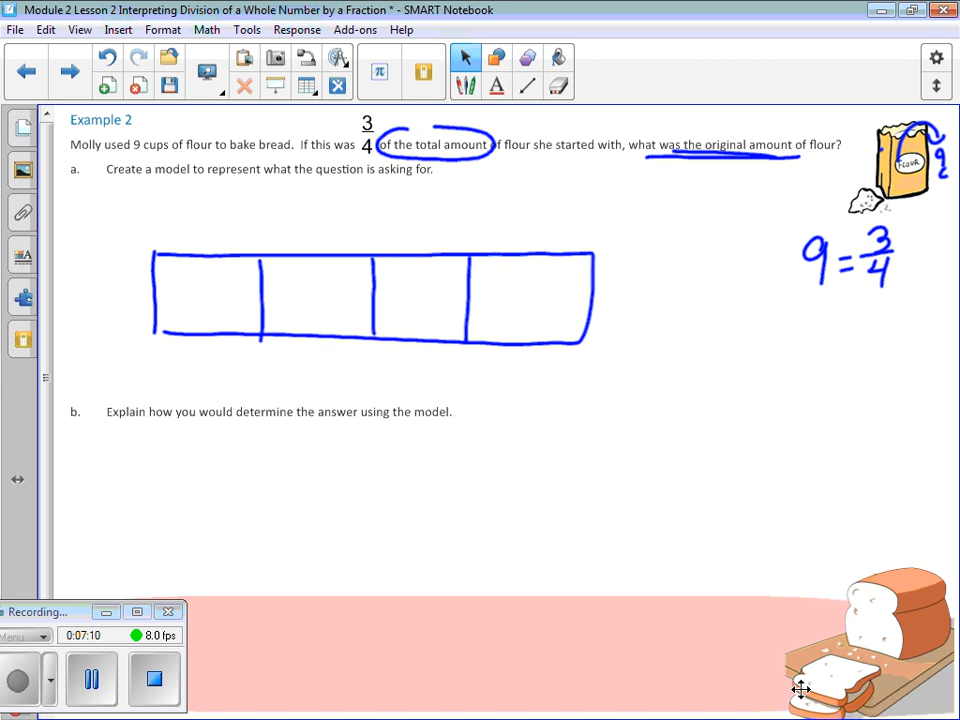 Module 2 Lesson 2 Interpreting Division of a Whole Number by a Fraction * - SMART Notebook
File Edit View Insert Format Math Tools Response Add-ons Help
π
A
Example 2
Molly used 9 cups of flour to bake bread. If this was 3/4 of the total amount of flour she started with, what was the original amount of flour?
a. Create a model to represent what the question is asking for.
FLOUR
9
c
9 = 3/4
b. Explain how you would determine the answer using the model.
Recording...
Menu
0:07:10 8.0 fps